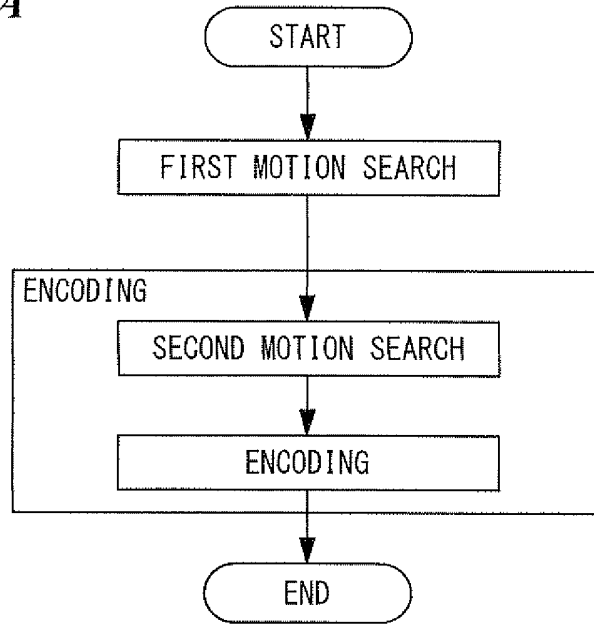 A
START
FIRST MOTION SEARCH
ENCODING
SECOND MOTION SEARCH
ENCODING
END